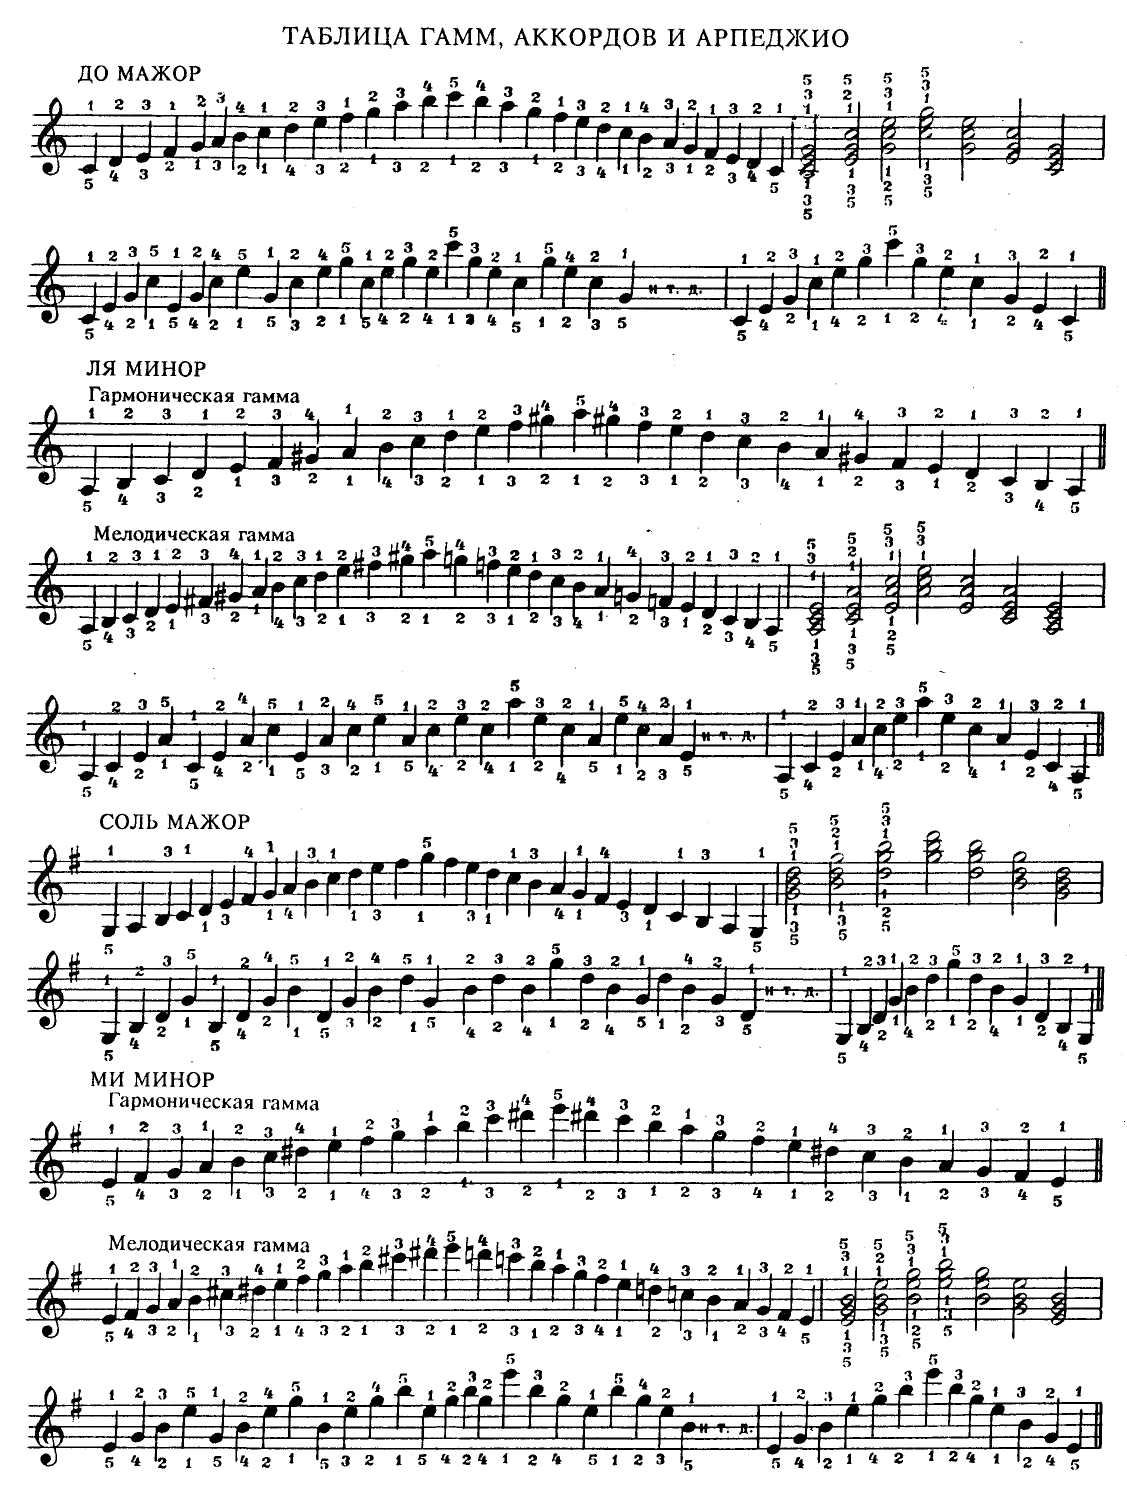 ТАБЛИЦА ГАММ, АККОРДОВ И АРПЕДЖИО
ДО МАЖОР
и т. д.
ЛЯ МИНОР
Гармоническая гамма
Мелодическая гамма
и т. д.
СОЛЬ МАЖОР
и т. д.
МИ МИНОР
Гармоническая гамма
Мелодическая гамма
и т. д.